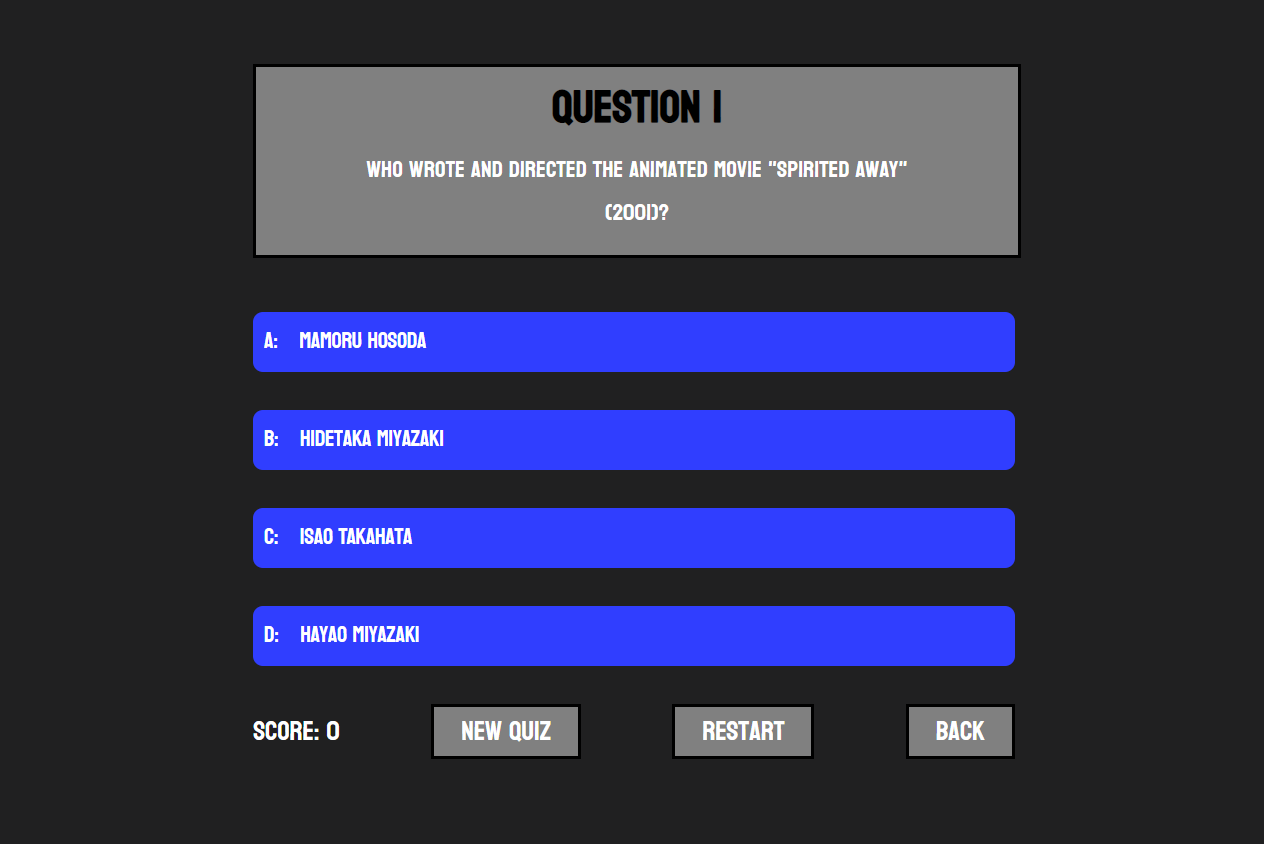 QUESTION 1
WHO WROTE AND DIRECTED THE ANIMATED MOVIE "SPIRITED AWAY"
(2001)?
A: MAMORU HOSODA
B: HIDETAKA MIYAZAKI
C: ISAO TAKAHATA
D: HAYAO MIYAZAKI
SCORE: 0 NEW QUIZ RESTART BACK